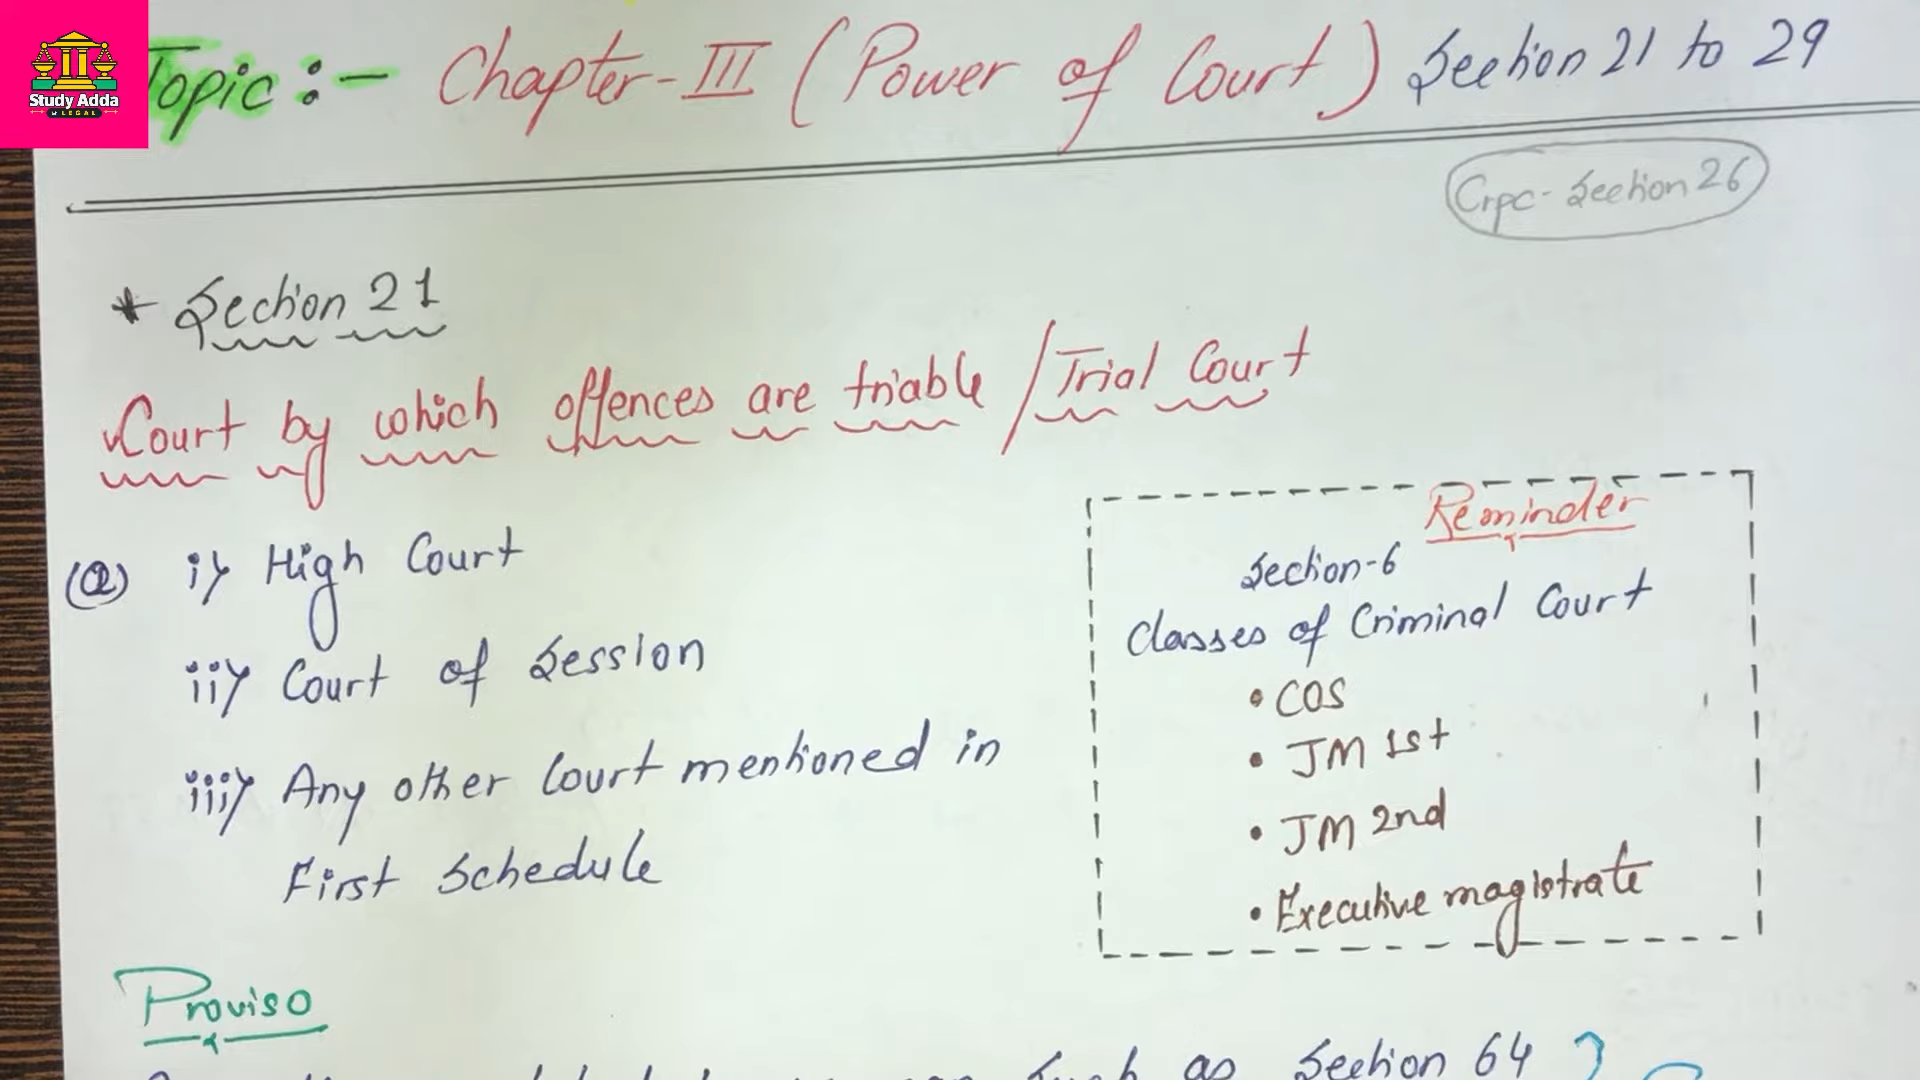 Study Adda
LEGAL
Topic :- Chapter-III (Power of Court) Section 21 to 29
Crpc- Section 26
* Section 21
Court by which offences are triable / Trial Court
(a) i) High Court
ii) Court of Session
iii) Any other Court mentioned in
First Schedule
Reminder
Section-6
Classes of Criminal Court
• COS
• JM 1st
• JM 2nd
• Executive magistrate
Proviso
such as Section 64